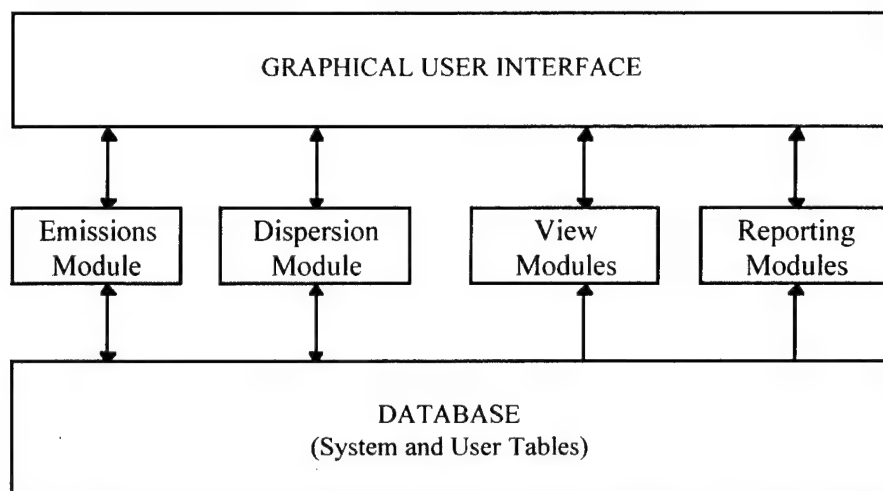 GRAPHICAL USER INTERFACE
Emissions
Module
Dispersion
Module
View
Modules
Reporting
Modules
DATABASE
(System and User Tables)